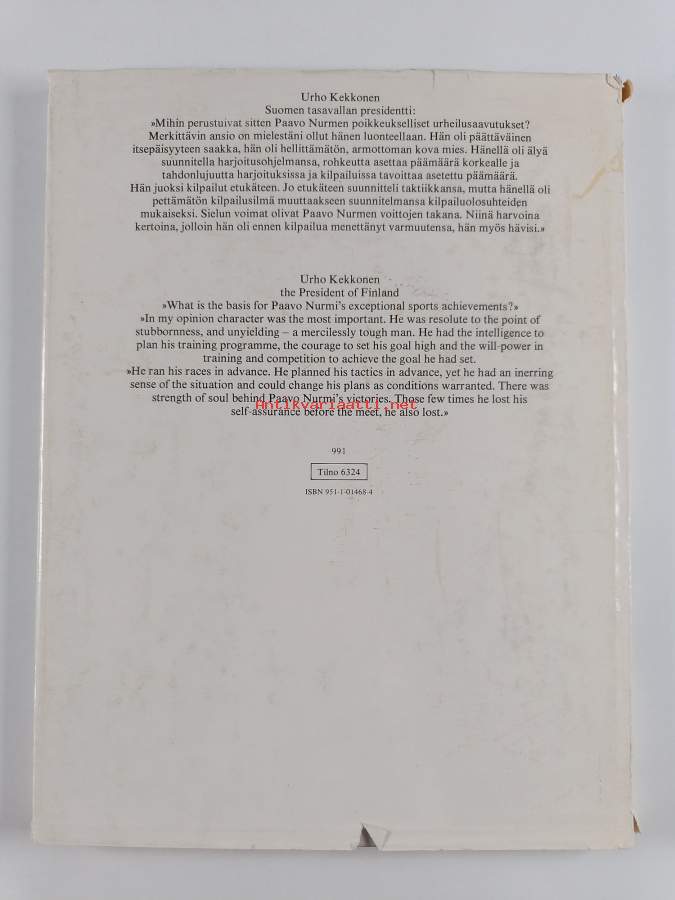 Urho Kekkonen
Suomen tasavallan presidentti:
»Mihin perustuivat sitten Paavo Nurmen poikkeukselliset urheilusaavutukset?
Merkittävin ansio on mielestäni ollut hänen luonteellaan. Hän oli päättäväinen
itsepäisyyteen saakka, hän oli hellittämätön, armottoman kova mies. Hänellä oli älyä
suunnitella harjoitusohjelmansa, rohkeutta asettaa päämäärä korkealle ja
tahdonlujuutta harjoituksissa ja kilpailuissa tavoittaa asetettu päämäärä.
Hän juoksi kilpailut etukäteen. Jo etukäteen suunnitteli taktiikkansa, mutta hänellä oli
pettämätön kilpailusilmä muuttaakseen suunnitelmansa kilpailuolosuhteiden
mukaiseksi. Sielun voimat olivat Paavo Nurmen voittojen takana. Niinä harvoina
kertoina, jolloin hän oli ennen kilpailua menettänyt varmuutensa, hän myös hävisi.»
Urho Kekkonen
the President of Finland
»What is the basis for Paavo Nurmi's exceptional sports achievements?»
»In my opinion character was the most important. He was resolute to the point of
stubbornness, and unyielding – a mercilessly tough man. He had the intelligence to
plan his training programme, the courage to set his goal high and the will-power in
training and competition to achieve the goal he had set.
»He ran his races in advance. He planned his tactics in advance, yet he had an inerring
sense of the situation and could change his plans as conditions warranted. There was
strength of soul behind Paavo Nurmi's victories. Those few times he lost his
Antikvariaatti.net
self-assurance before the meet, he also lost.»
991
Tilno 6324
ISBN 951-1-01468-4